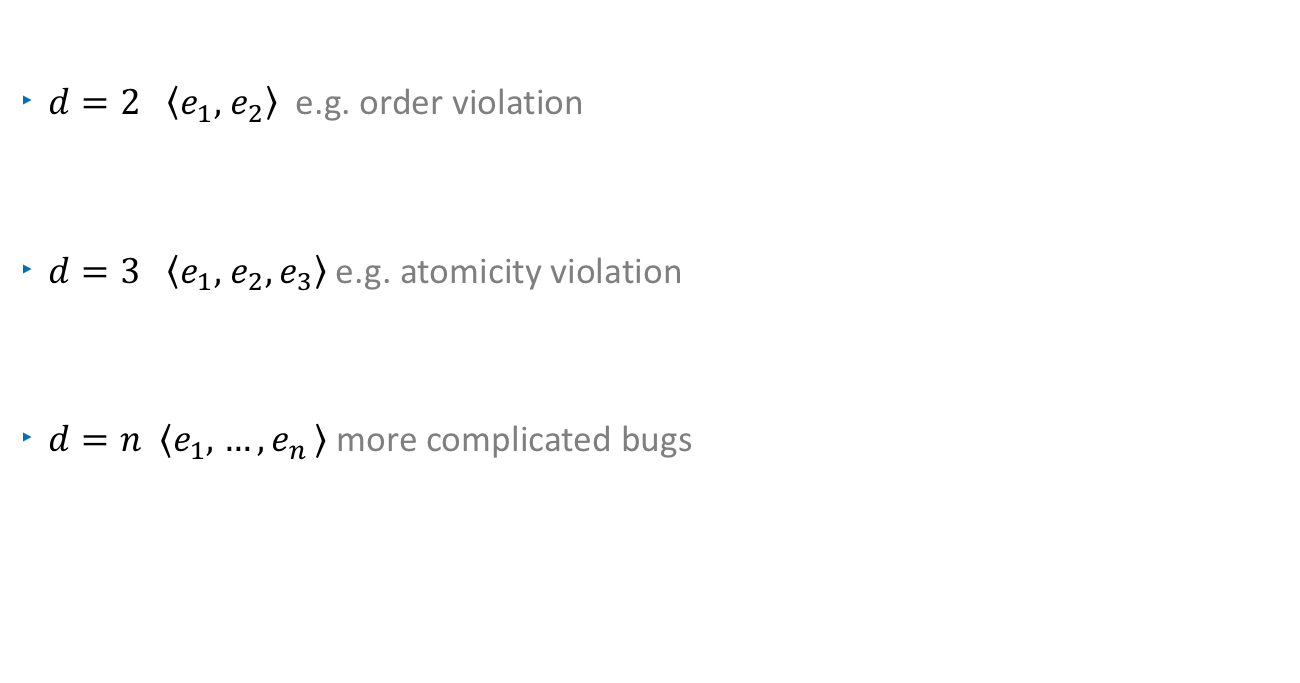 ‣ d = 2 ⟨e₁, e₂⟩ e.g. order violation
‣ d = 3 ⟨e₁, e₂, e₃⟩ e.g. atomicity violation
‣ d = n ⟨e₁, … , eₙ ⟩ more complicated bugs